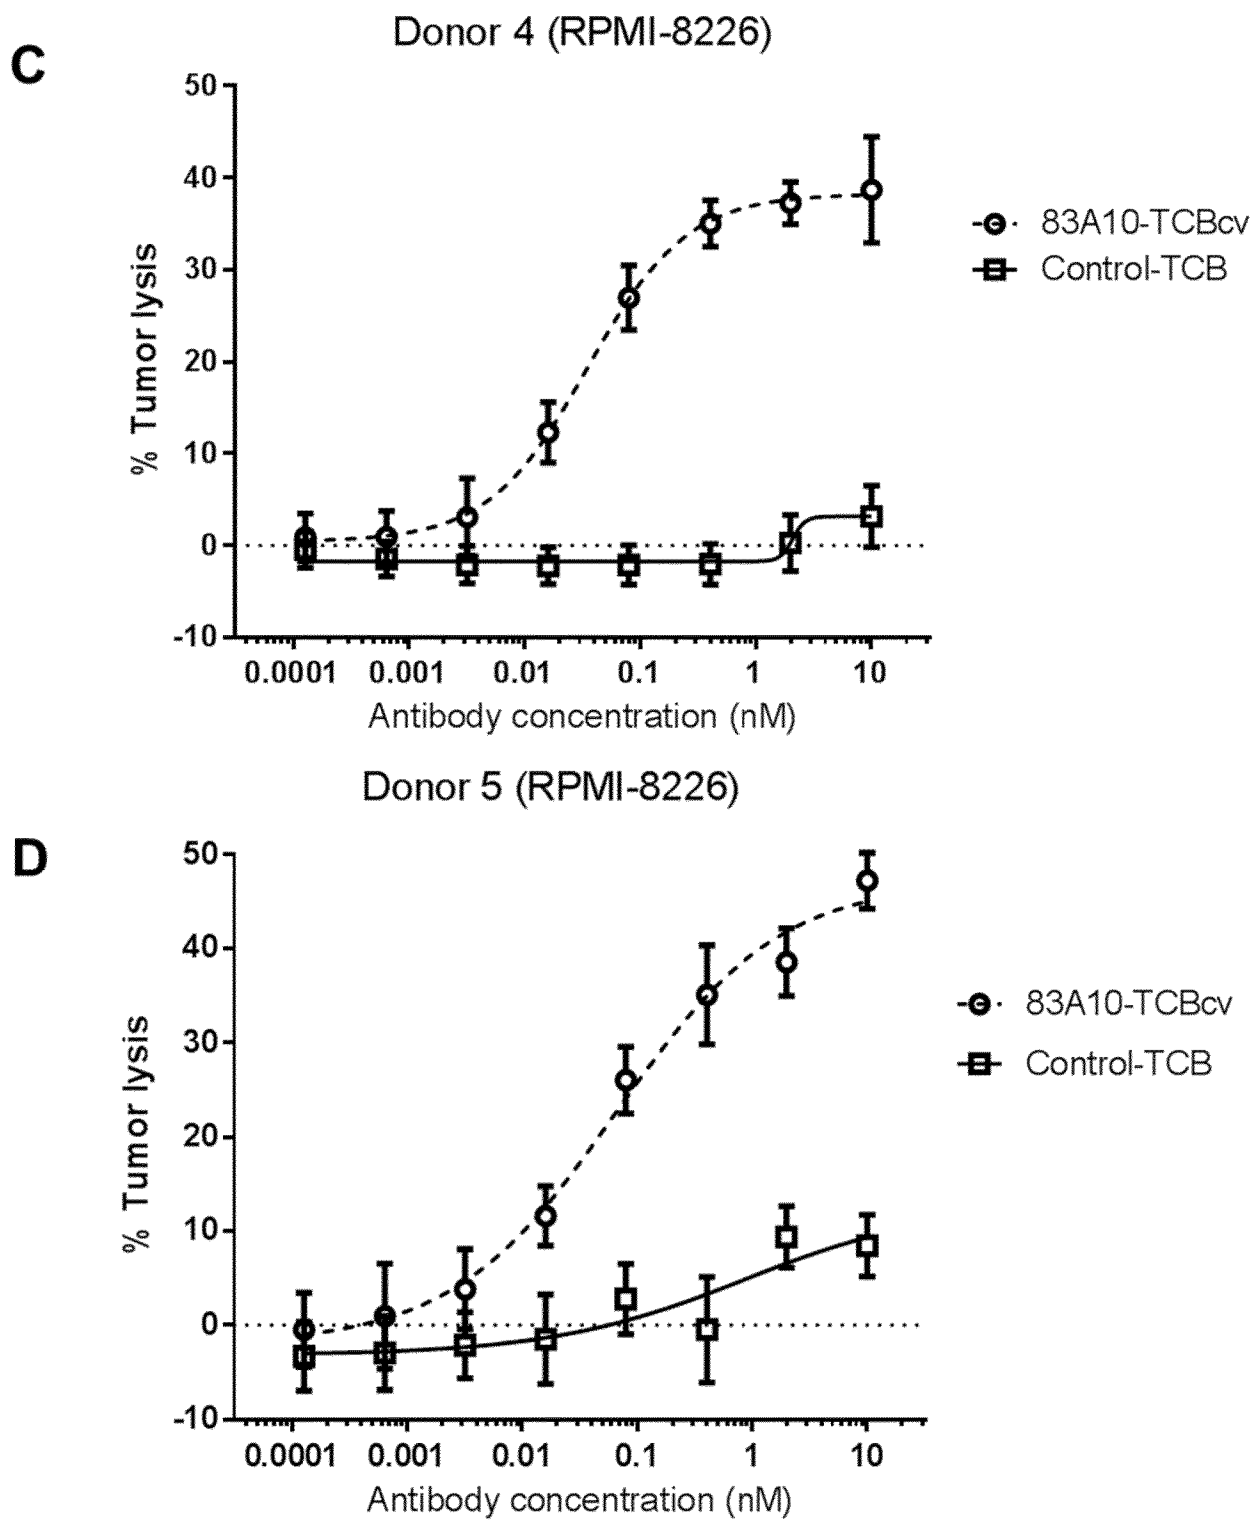 C
Donor 4 (RPMI-8226)
50
40
30
20
10
0
-10
% Tumor lysis
0.0001 0.001 0.01 0.1 1 10
Antibody concentration (nM)
83A10-TCBcv
Control-TCB
D
Donor 5 (RPMI-8226)
50
40
30
20
10
0
-10
% Tumor lysis
0.0001 0.001 0.01 0.1 1 10
Antibody concentration (nM)
83A10-TCBcv
Control-TCB